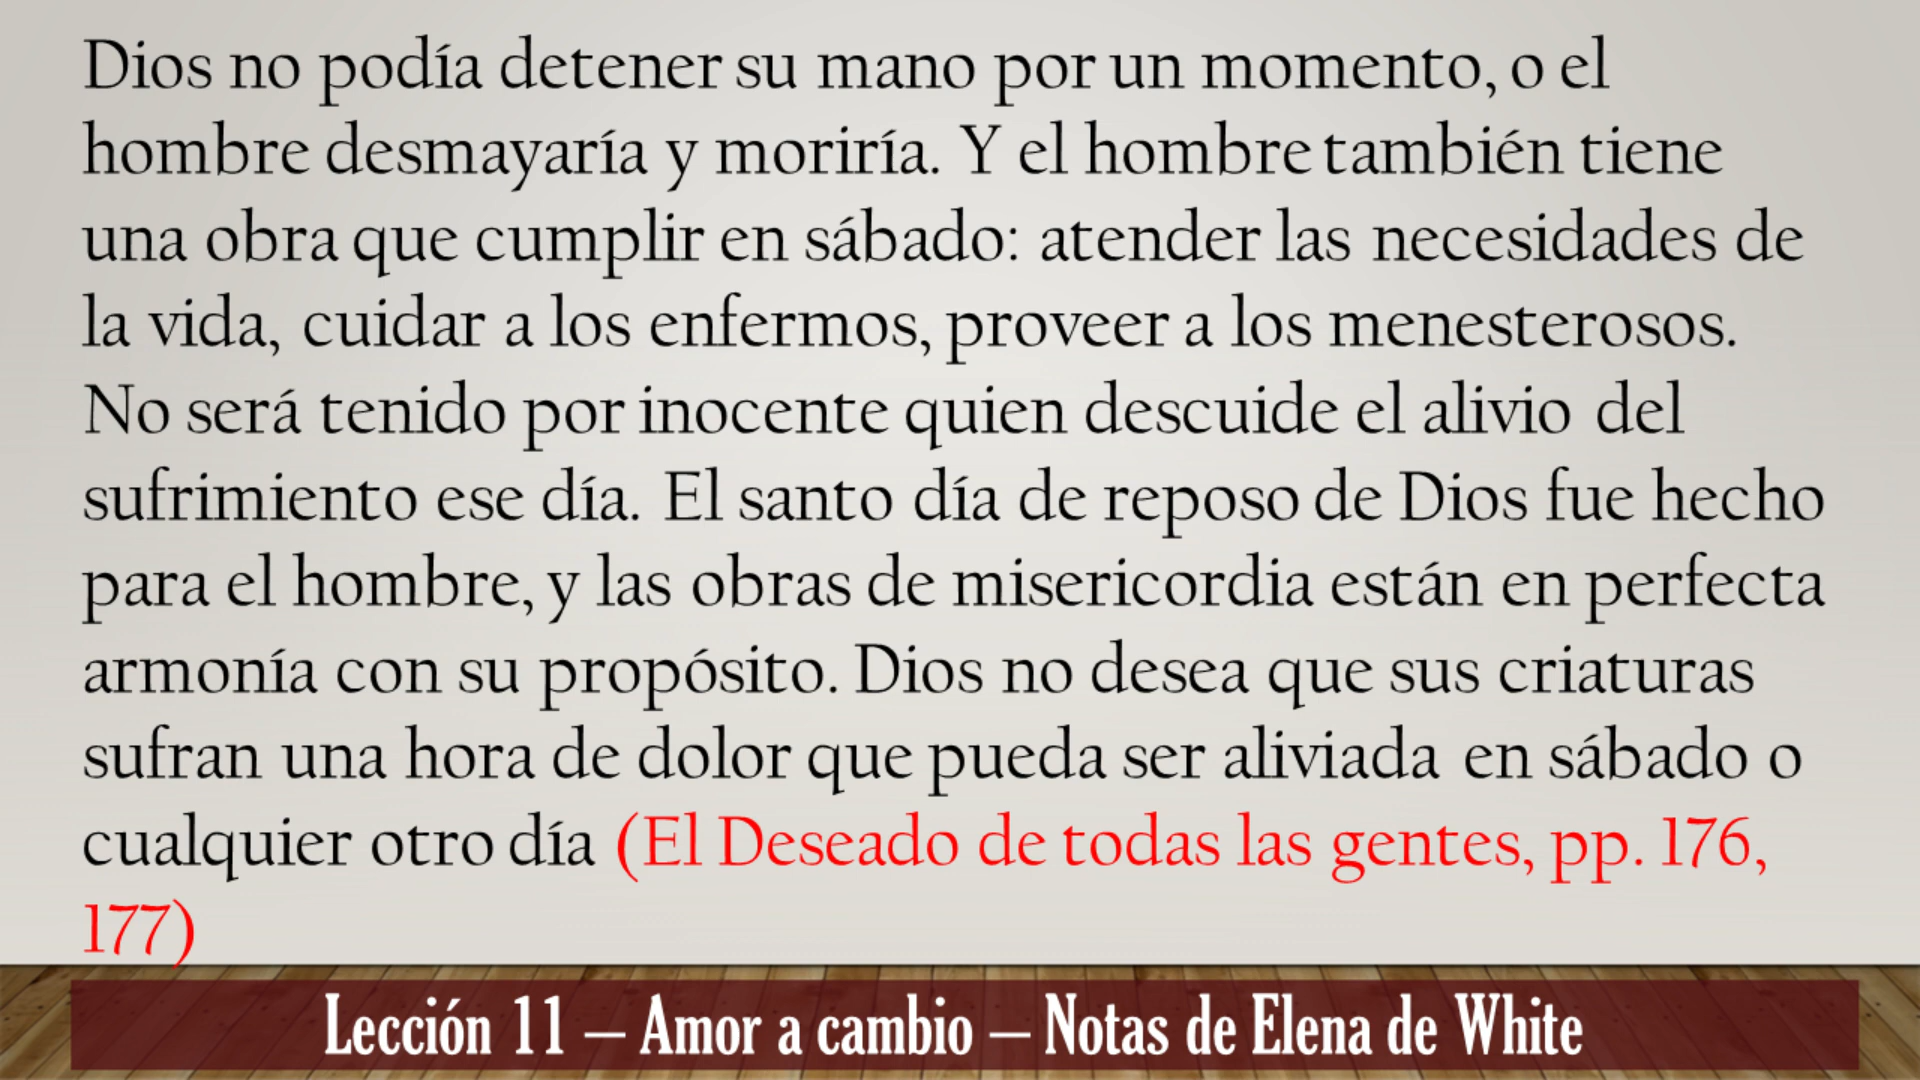 Dios no podía detener su mano por un momento, o el
hombre desmayaría y moriría. Y el hombre también tiene
una obra que cumplir en sábado: atender las necesidades de
la vida, cuidar a los enfermos, proveer a los menesterosos.
No será tenido por inocente quien descuide el alivio del
sufrimiento ese día. El santo día de reposo de Dios fue hecho
para el hombre, y las obras de misericordia están en perfecta
armonía con su propósito. Dios no desea que sus criaturas
sufran una hora de dolor que pueda ser aliviada en sábado o
cualquier otro día (El Deseado de todas las gentes, pp. 176,
177)
Lección 11 – Amor a cambio – Notas de Elena de White